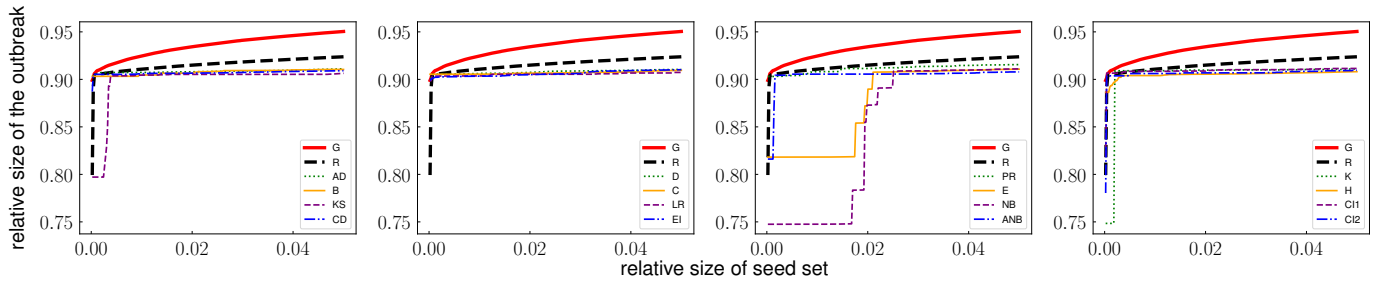 relative size of the outbreak
0.95
0.90
0.85
0.80
0.75
G
R
AD
B
KS
CD
0.00
0.02
0.04
0.95
0.90
0.85
0.80
0.75
G
R
D
C
LR
EI
0.00
0.02
0.04
0.95
0.90
0.85
0.80
0.75
G
R
PR
E
NB
ANB
0.00
0.02
0.04
0.95
0.90
0.85
0.80
0.75
G
R
K
H
CI1
CI2
0.00
0.02
0.04
relative size of seed set